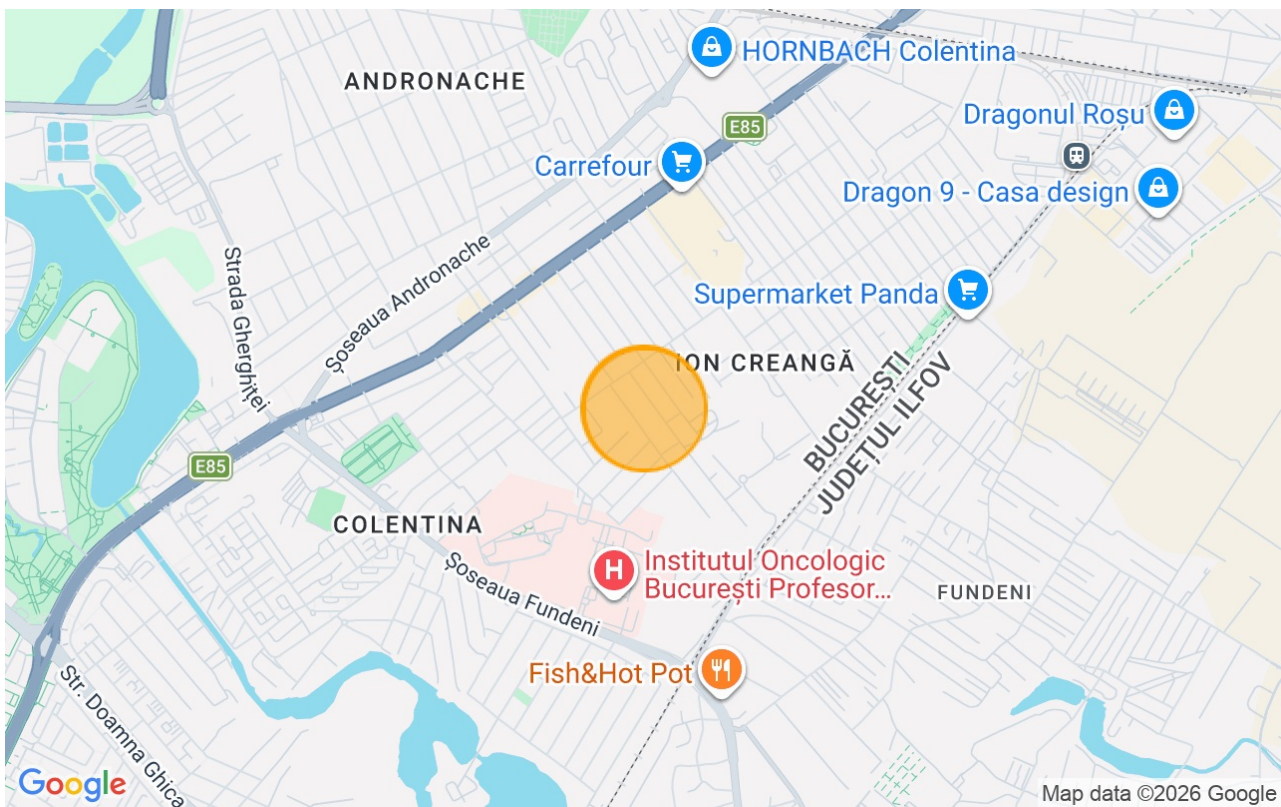 HORNBACH Colentina
ANDRONACHE
Dragonul Roșu
E85
Carrefour
Dragon 9 - Casa design
Șoseaua Andronache
Strada Gherghiței
Supermarket Panda
ION CREANGĂ
BUCUREȘTI
JUDEȚUL ILFOV
E85
COLENTINA
Institutul Oncologic
București Profesor...
Șoseaua Fundeni
FUNDENI
Fish&Hot Pot
Str. Doamna Ghica
Google
Map data ©2026 Google